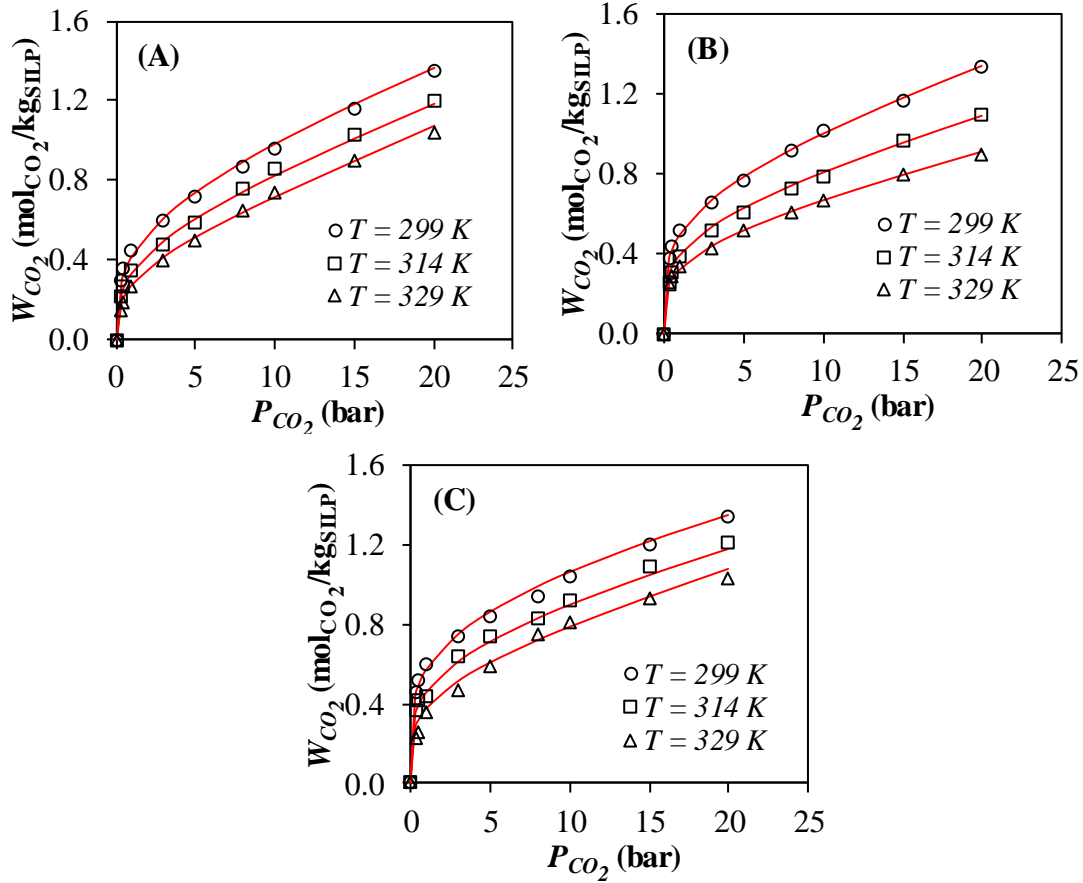 (A)
W_CO2 (mol_CO2/kg_SILP)
1.6
1.2
0.8
0.4
0.0
T = 299 K
T = 314 K
T = 329 K
0 5 10 15 20 25
P_CO2 (bar)
(B)
W_CO2 (mol_CO2/kg_SILP)
1.6
1.2
0.8
0.4
0.0
T = 299 K
T = 314 K
T = 329 K
0 5 10 15 20 25
P_CO2 (bar)
(C)
W_CO2 (mol_CO2/kg_SILP)
1.6
1.2
0.8
0.4
0.0
T = 299 K
T = 314 K
T = 329 K
0 5 10 15 20 25
P_CO2 (bar)